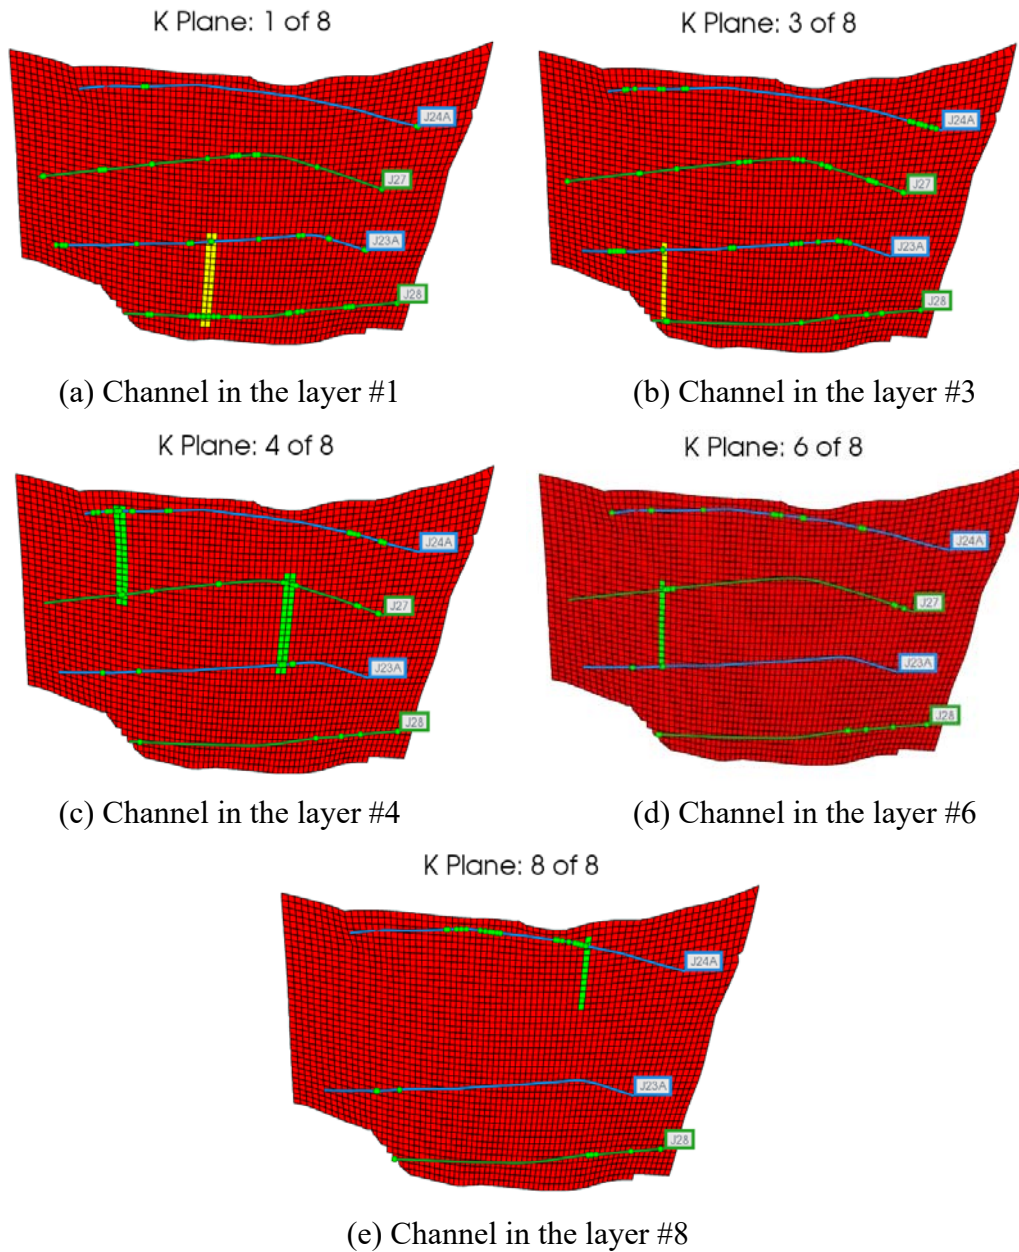 K Plane: 1 of 8
K Plane: 3 of 8
J24A
J27
J23A
J28
J24A
J27
J23A
J28
(a) Channel in the layer #1
(b) Channel in the layer #3
K Plane: 4 of 8
K Plane: 6 of 8
J24A
J27
J23A
J28
J24A
J27
J23A
J28
(c) Channel in the layer #4
(d) Channel in the layer #6
K Plane: 8 of 8
J24A
J23A
J28
(e) Channel in the layer #8